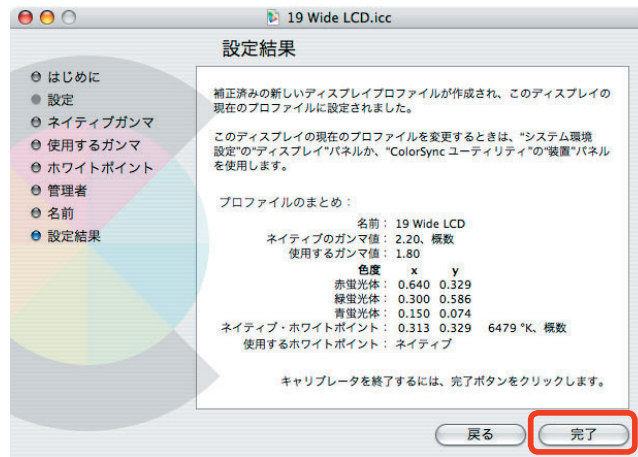 19 Wide LCD.icc
設定結果
はじめに
設定
ネイティブガンマ
使用するガンマ
ホワイトポイント
管理者
名前
設定結果
補正済みの新しいディスプレイプロファイルが作成され、このディスプレイの
現在のプロファイルに設定されました。
このディスプレイの現在のプロファイルを変更するときは、“システム環境
設定”の“ディスプレイ”パネルか、“ColorSync ユーティリティ”の“装置”パネル
を使用します。
プロファイルのまとめ：
名前： 19 Wide LCD
ネイティブのガンマ値： 2.20、概数
使用するガンマ値： 1.80
色度 x y
赤蛍光体： 0.640 0.329
緑蛍光体： 0.300 0.586
青蛍光体： 0.150 0.074
ネイティブ・ホワイトポイント： 0.313 0.329 6479 °K、概数
使用するホワイトポイント： ネイティブ
キャリブレータを終了するには、完了ボタンをクリックします。
戻る 完了